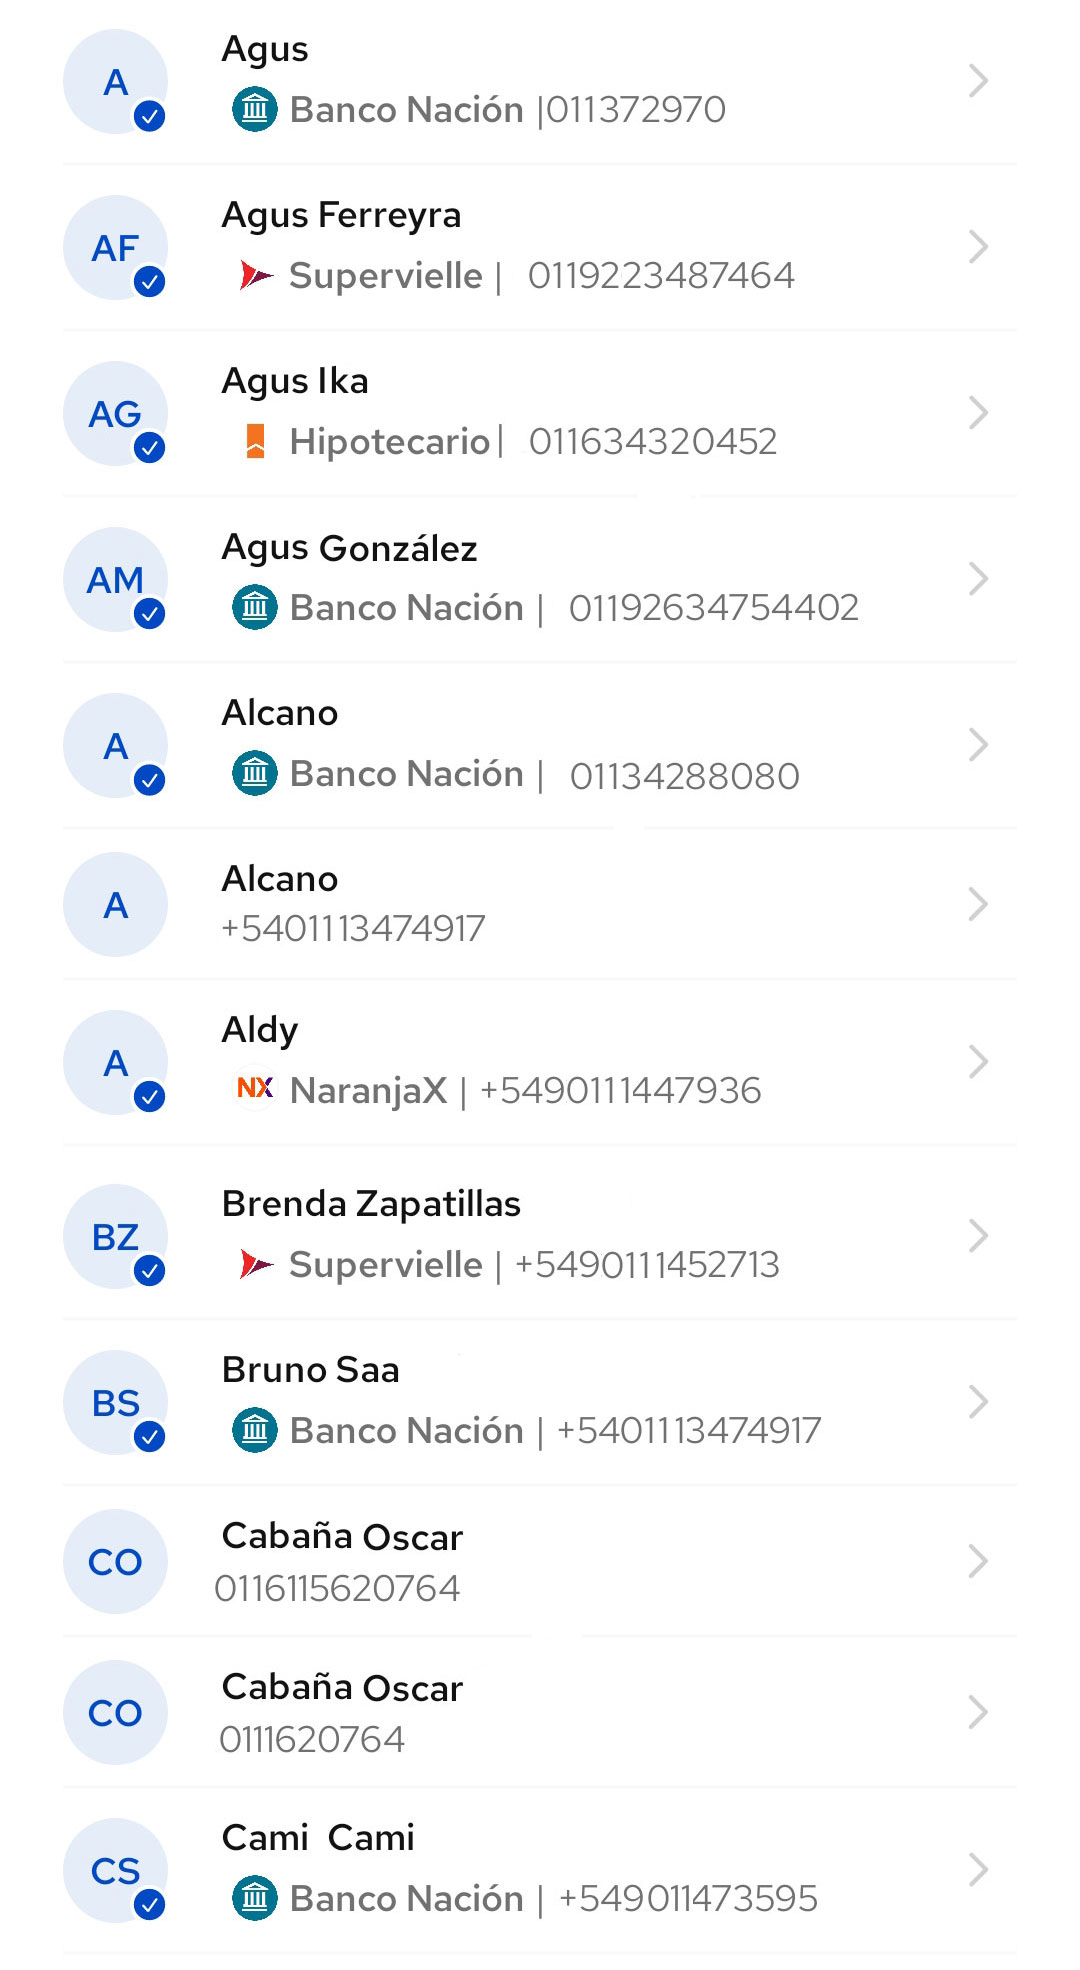 A
Agus
Banco Nación |011372970
AF
Agus Ferreyra
Supervielle | 0119223487464
AG
Agus Ika
Hipotecario| 011634320452
AM
Agus González
Banco Nación | 01192634754402
A
Alcano
Banco Nación | 01134288080
A
Alcano
+5401113474917
A
Aldy
NX NaranjaX | +5490111447936
BZ
Brenda Zapatillas
Supervielle | +5490111452713
BS
Bruno Saa
Banco Nación | +5401113474917
CO
Cabaña Oscar
0116115620764
CO
Cabaña Oscar
0111620764
CS
Cami Cami
Banco Nación | +549011473595